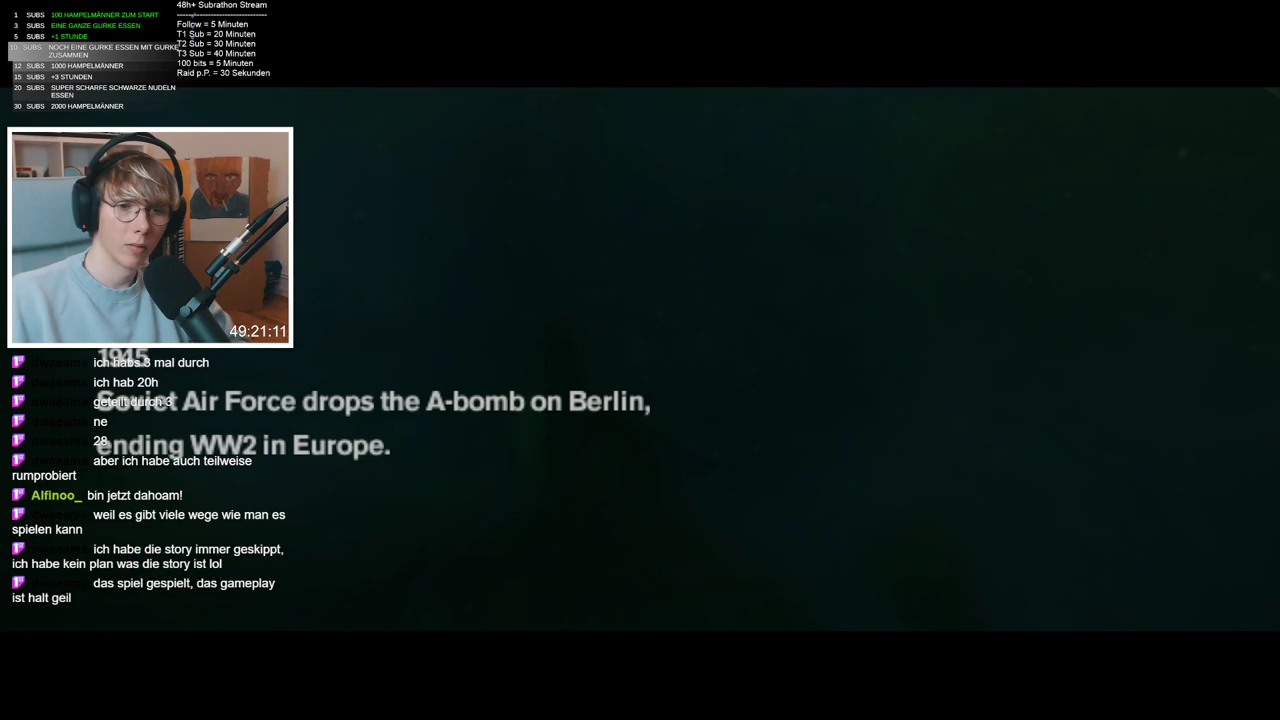 1 SUBS 100 HAMPELMÄNNER ZUM START
3 SUBS EINE GANZE GURKE ESSEN
5 SUBS +1 STUNDE
10 SUBS NOCH EINE GURKE ESSEN MIT GURKE
ZUSAMMEN
12 SUBS 1000 HAMPELMÄNNER
15 SUBS +3 STUNDEN
20 SUBS SUPER SCHARFE SCHWARZE NUDELN
ESSEN
30 SUBS 2000 HAMPELMÄNNER
48h+ Subrathon Stream
Follow = 5 Minuten
T1 Sub = 20 Minuten
T2 Sub = 30 Minuten
T3 Sub = 40 Minuten
100 bits = 5 Minuten
Raid p.P. = 30 Sekunden
49:21:11
1945
Soviet Air Force drops the A-bomb on Berlin,
ending WW2 in Europe.
ich habs 3 mal durch
ich hab 20h
geteilt durch 3
ne
28
aber ich habe auch teilweise
rumprobiert
Alfinoo_ bin jetzt dahoam!
weil es gibt viele wege wie man es
spielen kann
ich habe die story immer geskippt,
ich habe kein plan was die story ist lol
das spiel gespielt, das gameplay
ist halt geil